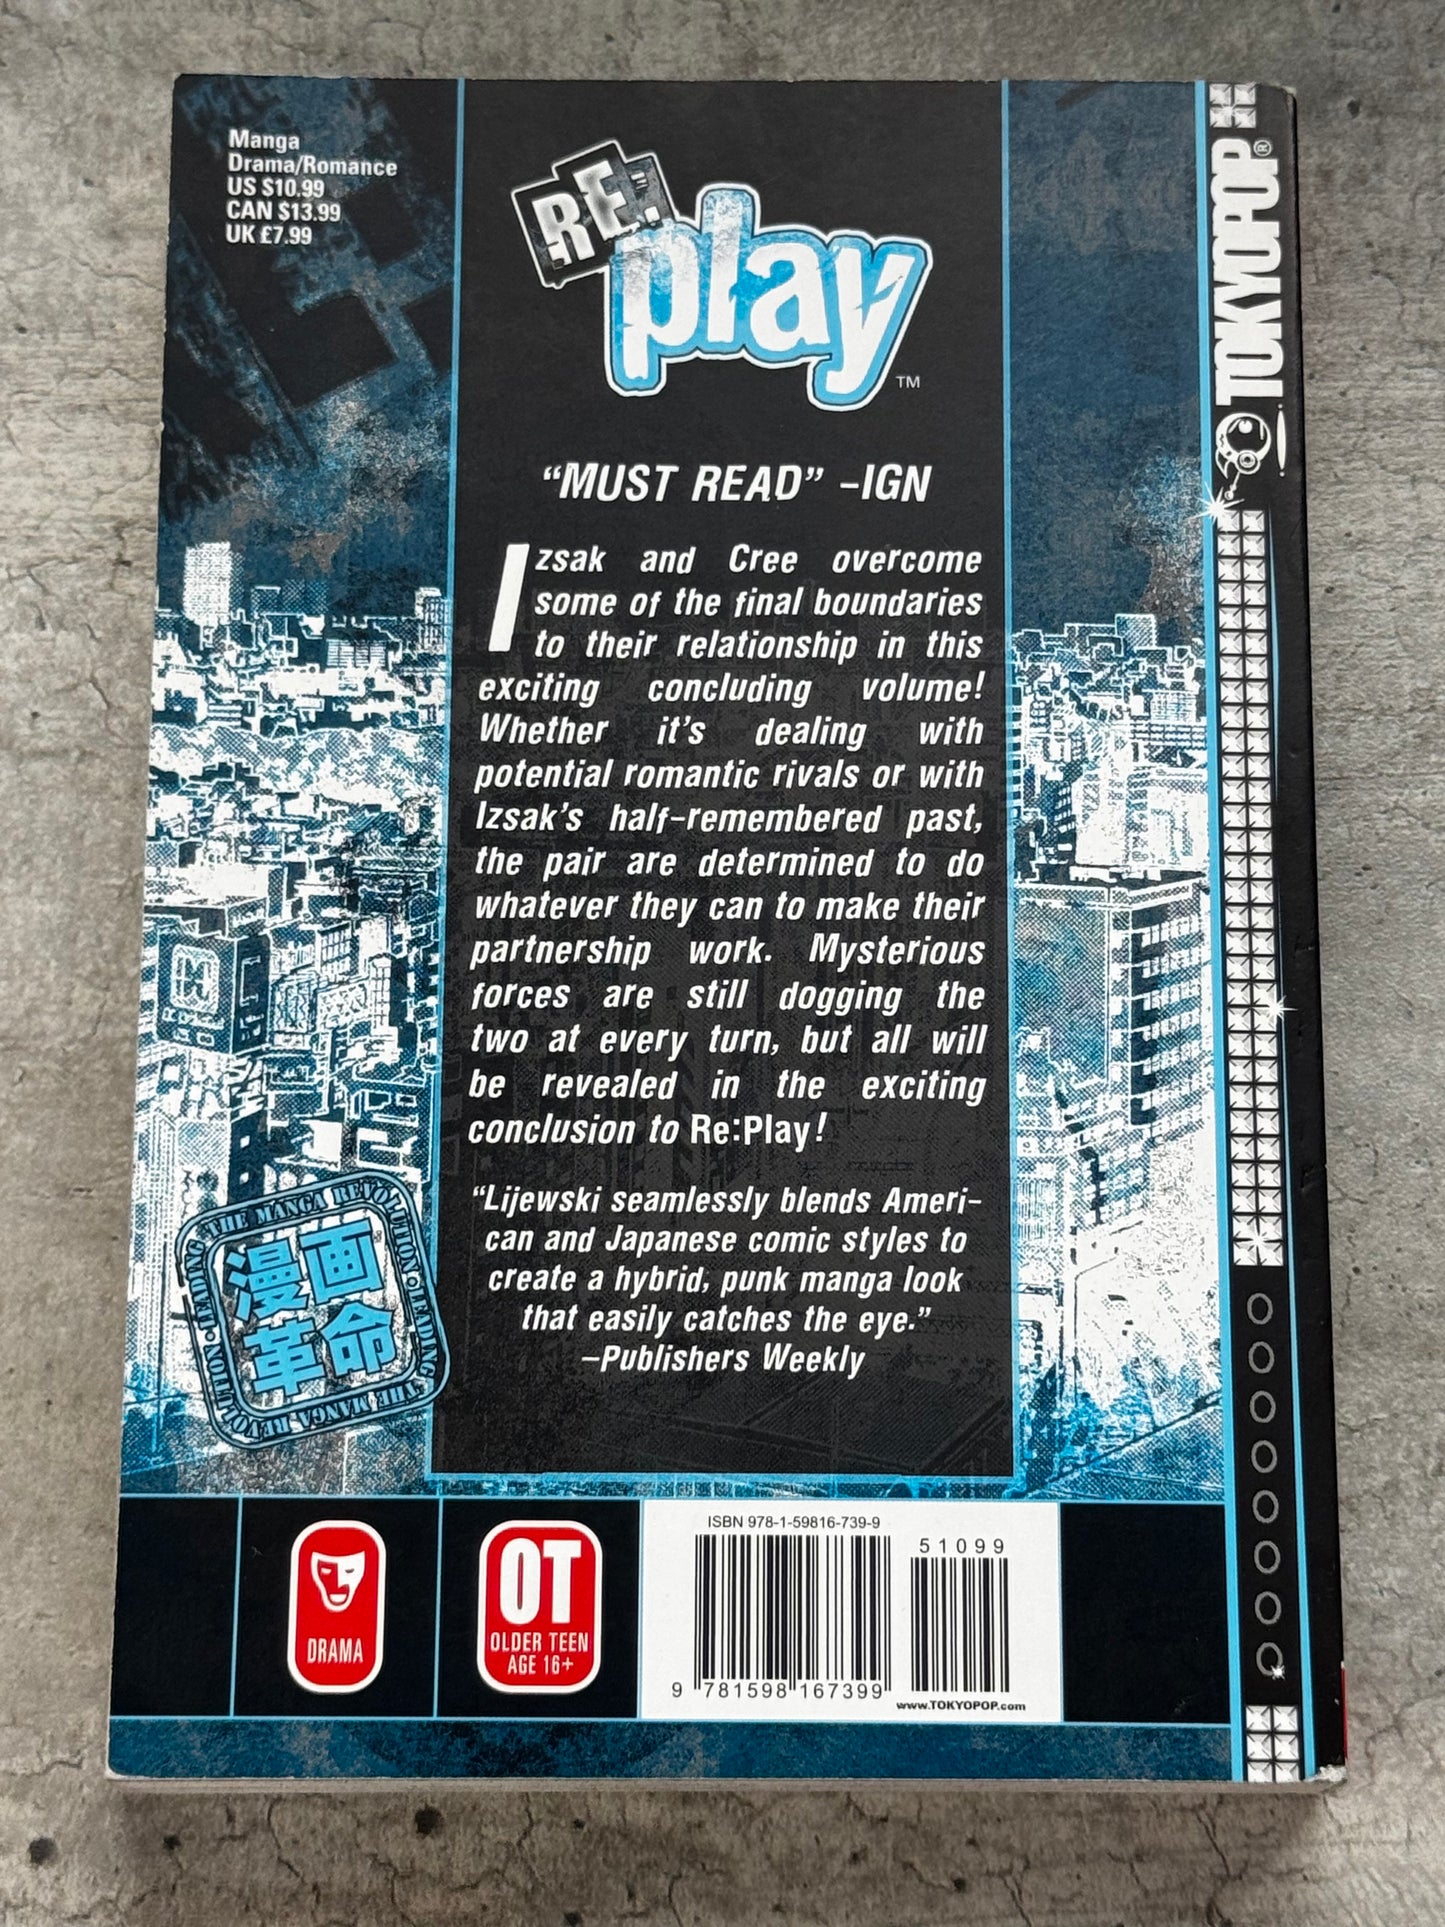 Manga
Drama/Romance
US $10.99
CAN $13.99
UK £7.99
RE:
play
™
TOKYOPOP®
“MUST READ” –IGN
Izsak and Cree overcome
some of the final boundaries
to their relationship in this
exciting concluding volume!
Whether it’s dealing with
potential romantic rivals or with
Izsak’s half-remembered past,
the pair are determined to do
whatever they can to make their
partnership work. Mysterious
forces are still dogging the
two at every turn, but all will
be revealed in the exciting
conclusion to Re:Play!
“Lijewski seamlessly blends Ameri-
can and Japanese comic styles to
create a hybrid, punk manga look
that easily catches the eye.”
–Publishers Weekly
THE MANGA REVOLUTION • LEADING THE MANGA REVOLUTION • LEADING
漫画
革命
DRAMA
OT
OLDER TEEN
AGE 16+
ISBN 978-1-59816-739-9
51099
9 781598 167399
www.TOKYOPOP.com